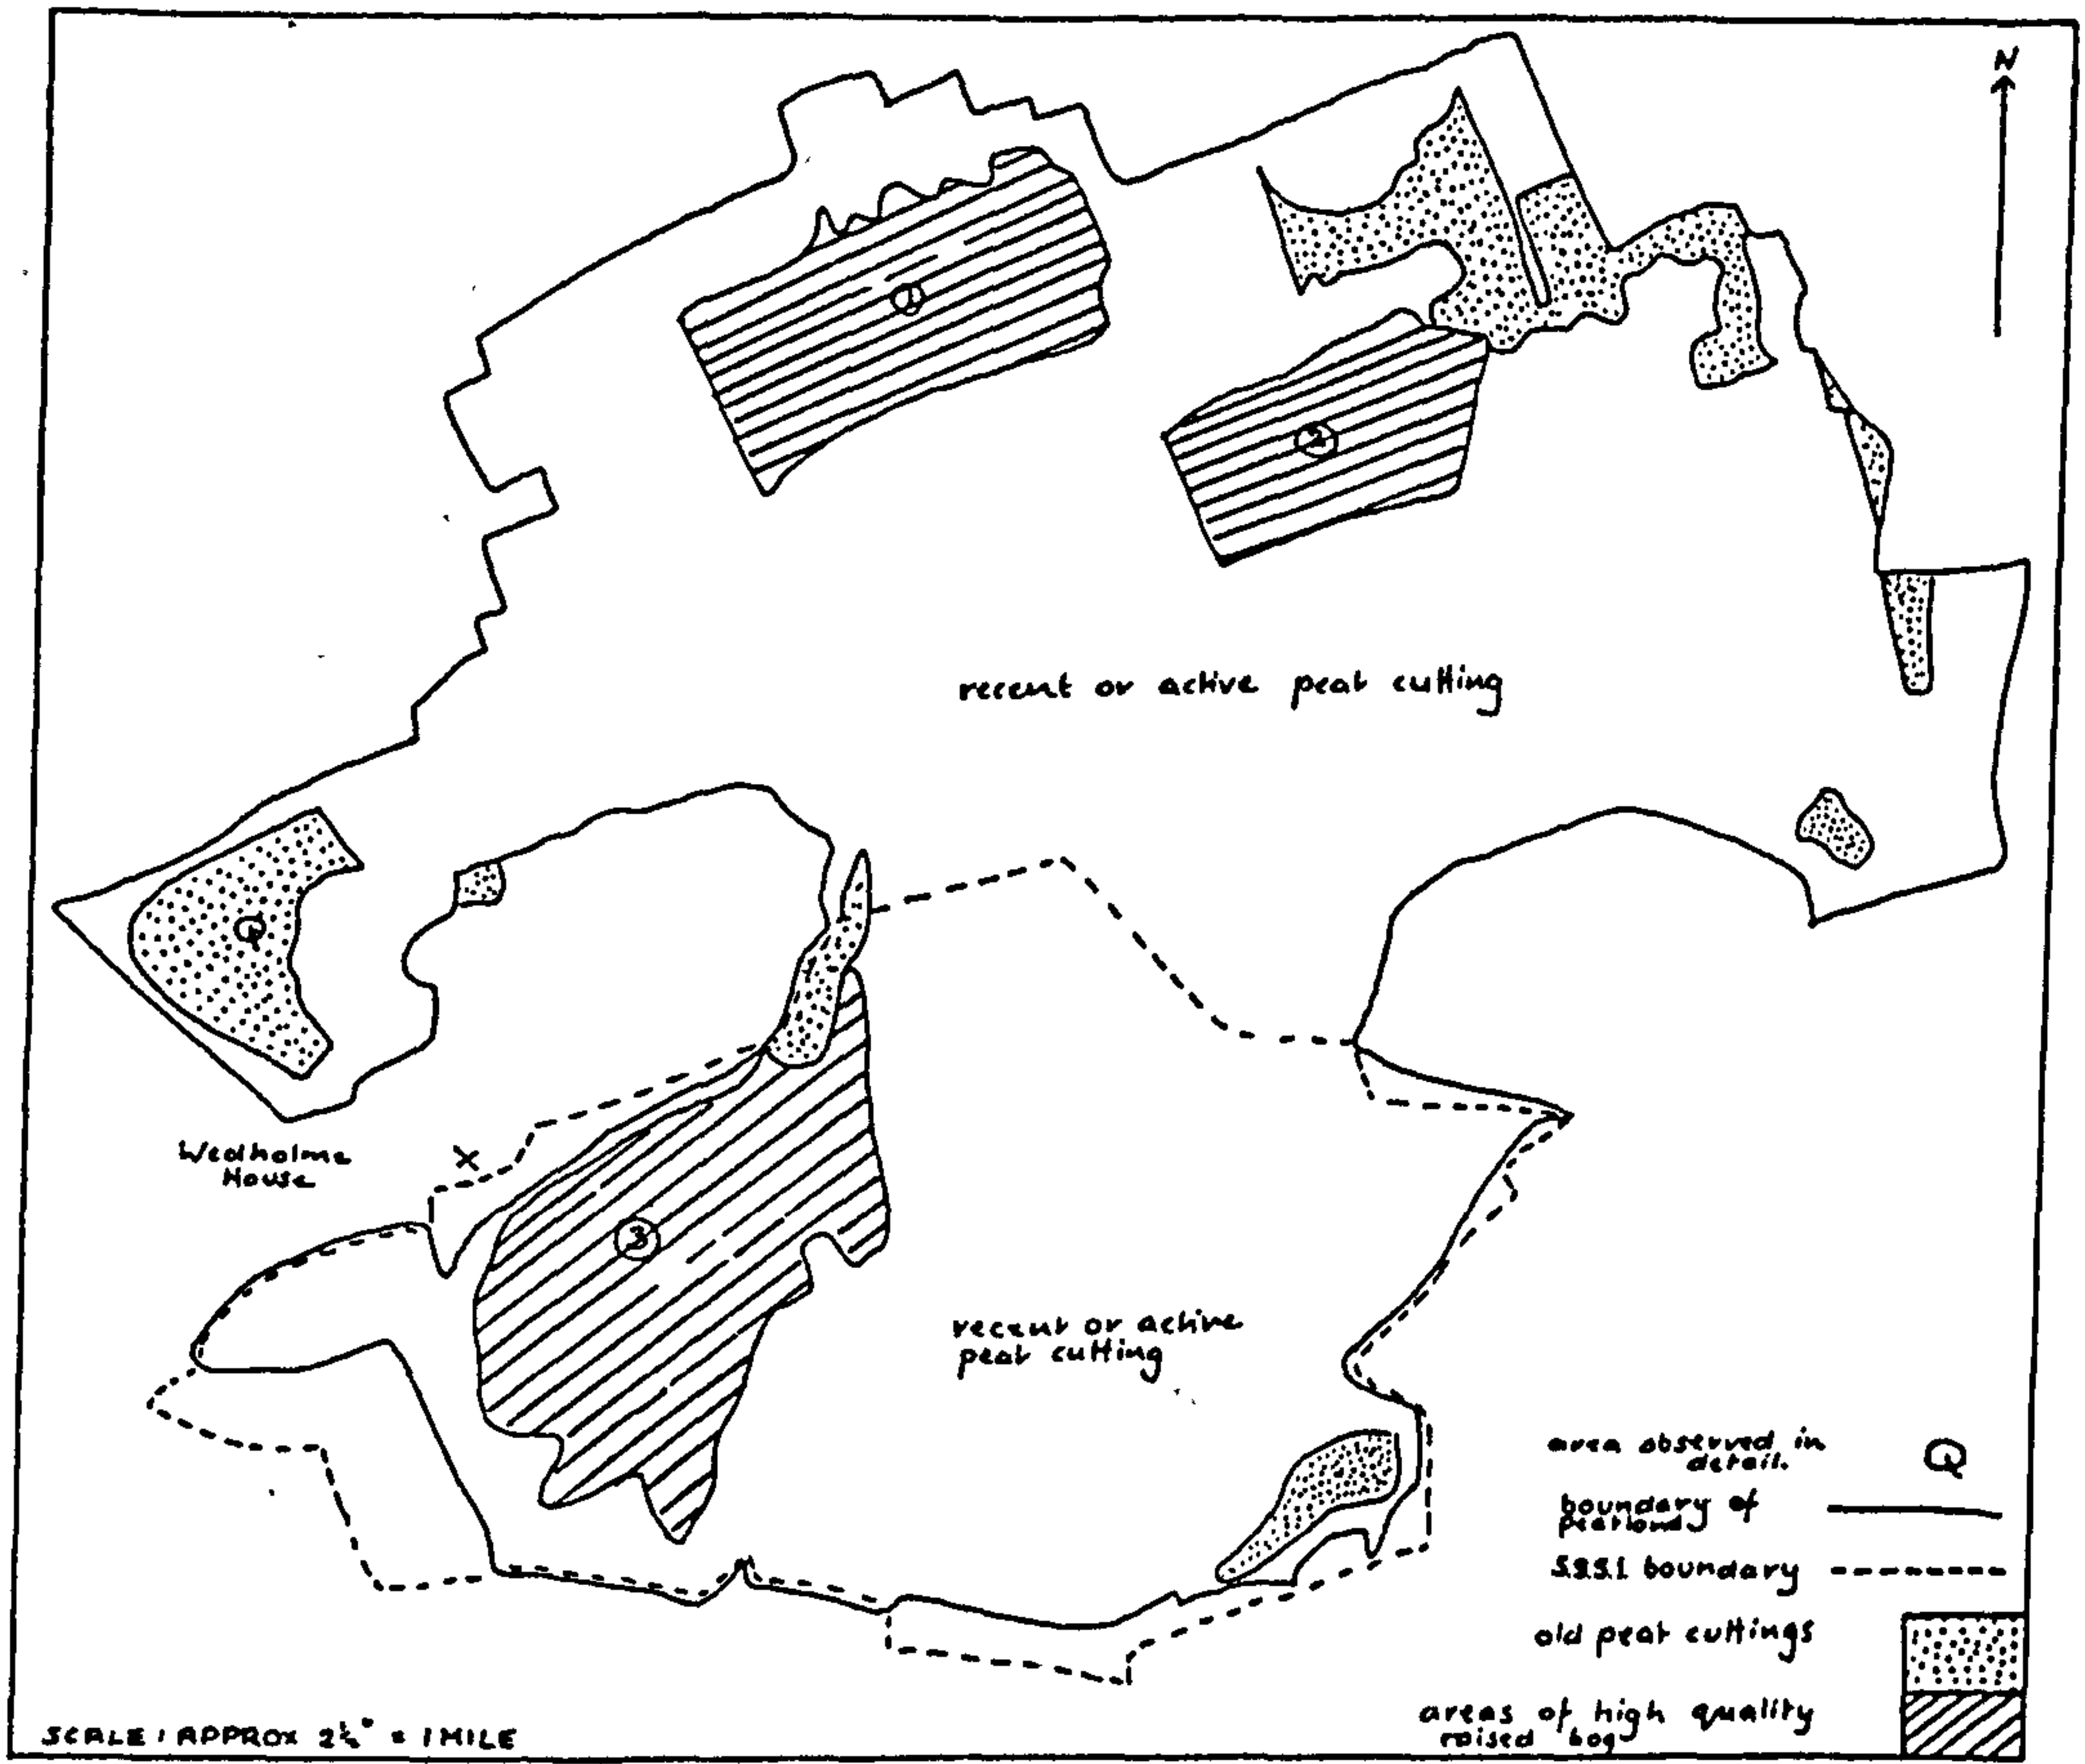 N
1
2
recent or active peat cutting
Q
Wedholme
House
X
3
recent or active
peat cutting
area observed in
detail.
Q
boundary of
peatland
S.S.S.I boundary
old peat cuttings
areas of high quality
raised bog
SCALE : APPROX 2½" = 1 MILE